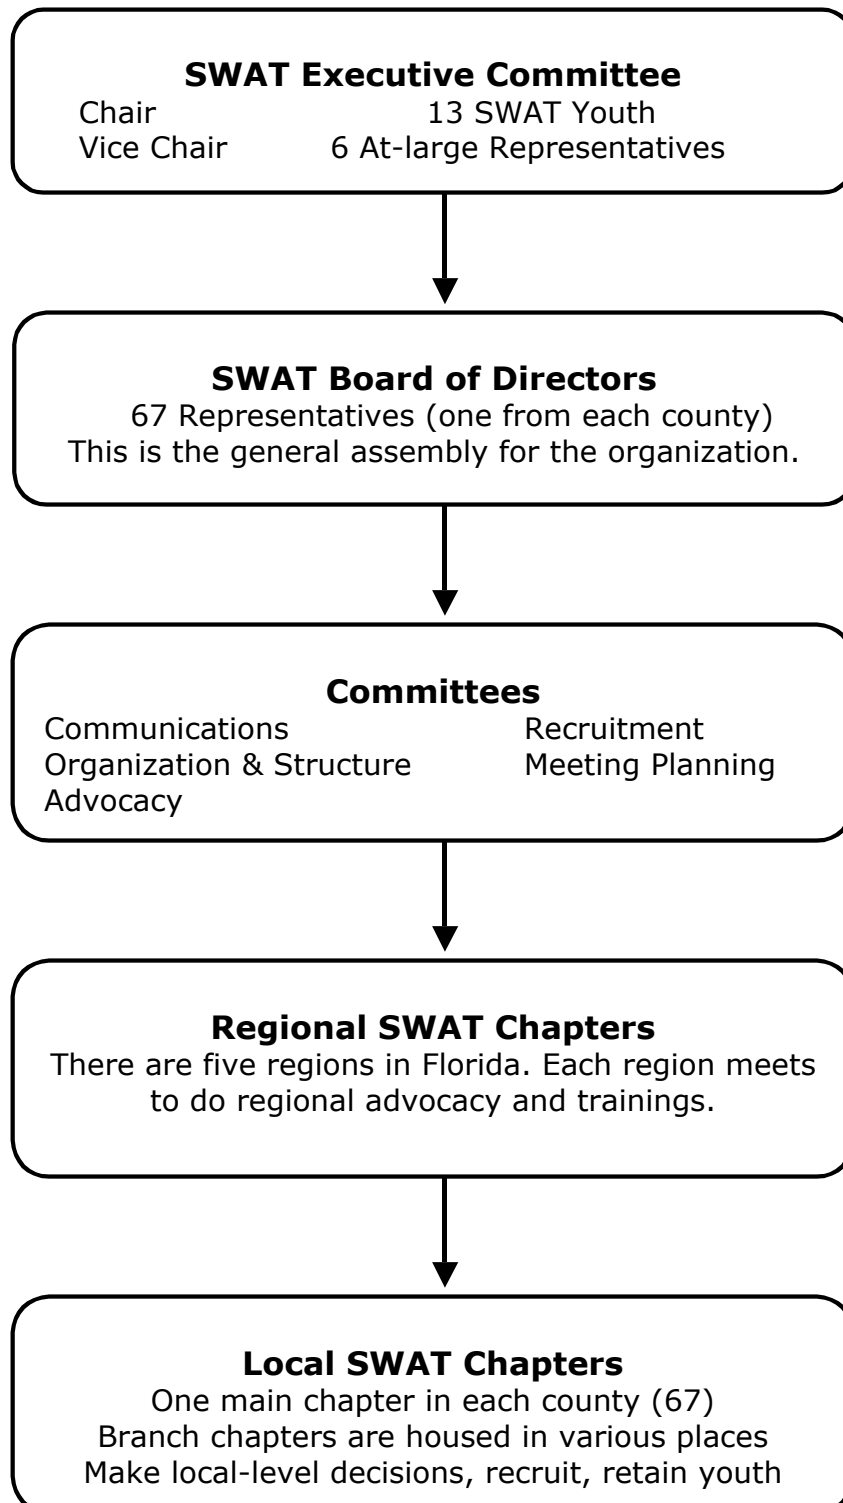 SWAT Executive Committee
Chair 13 SWAT Youth
Vice Chair 6 At-large Representatives
SWAT Board of Directors
67 Representatives (one from each county)
This is the general assembly for the organization.
Committees
Communications Recruitment
Organization & Structure Meeting Planning
Advocacy
Regional SWAT Chapters
There are five regions in Florida. Each region meets
to do regional advocacy and trainings.
Local SWAT Chapters
One main chapter in each county (67)
Branch chapters are housed in various places
Make local-level decisions, recruit, retain youth